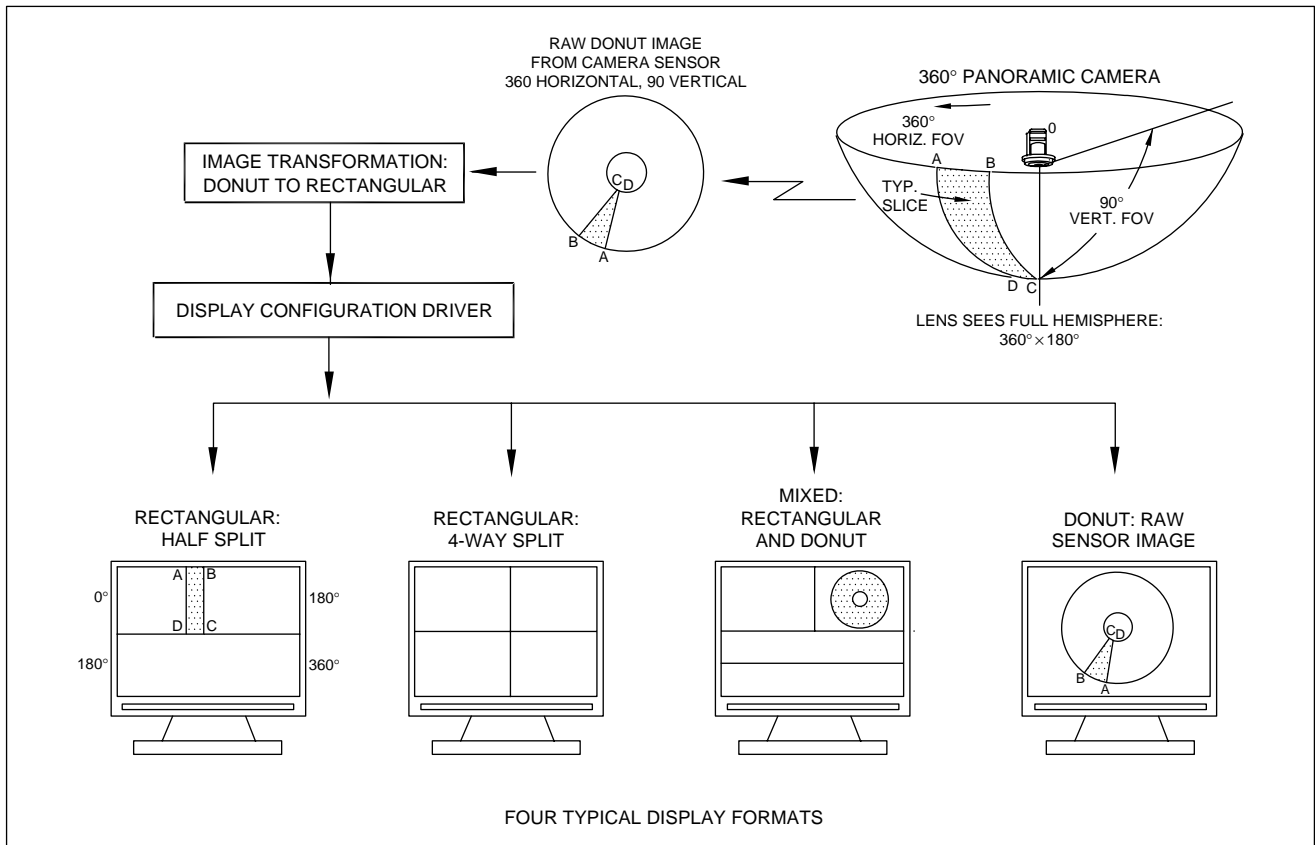 RAW DONUT IMAGE
FROM CAMERA SENSOR
360 HORIZONTAL, 90 VERTICAL
360° PANORAMIC CAMERA
0
360°
HORIZ. FOV
A
B
TYP.
SLICE
90°
VERT. FOV
D
C
LENS SEES FULL HEMISPHERE:
360° × 180°
C
D
B
A
IMAGE TRANSFORMATION:
DONUT TO RECTANGULAR
DISPLAY CONFIGURATION DRIVER
RECTANGULAR:
HALF SPLIT
A
B
0°
180°
D
C
180°
360°
RECTANGULAR:
4-WAY SPLIT
MIXED:
RECTANGULAR
AND DONUT
DONUT: RAW
SENSOR IMAGE
C
D
B
A
FOUR TYPICAL DISPLAY FORMATS